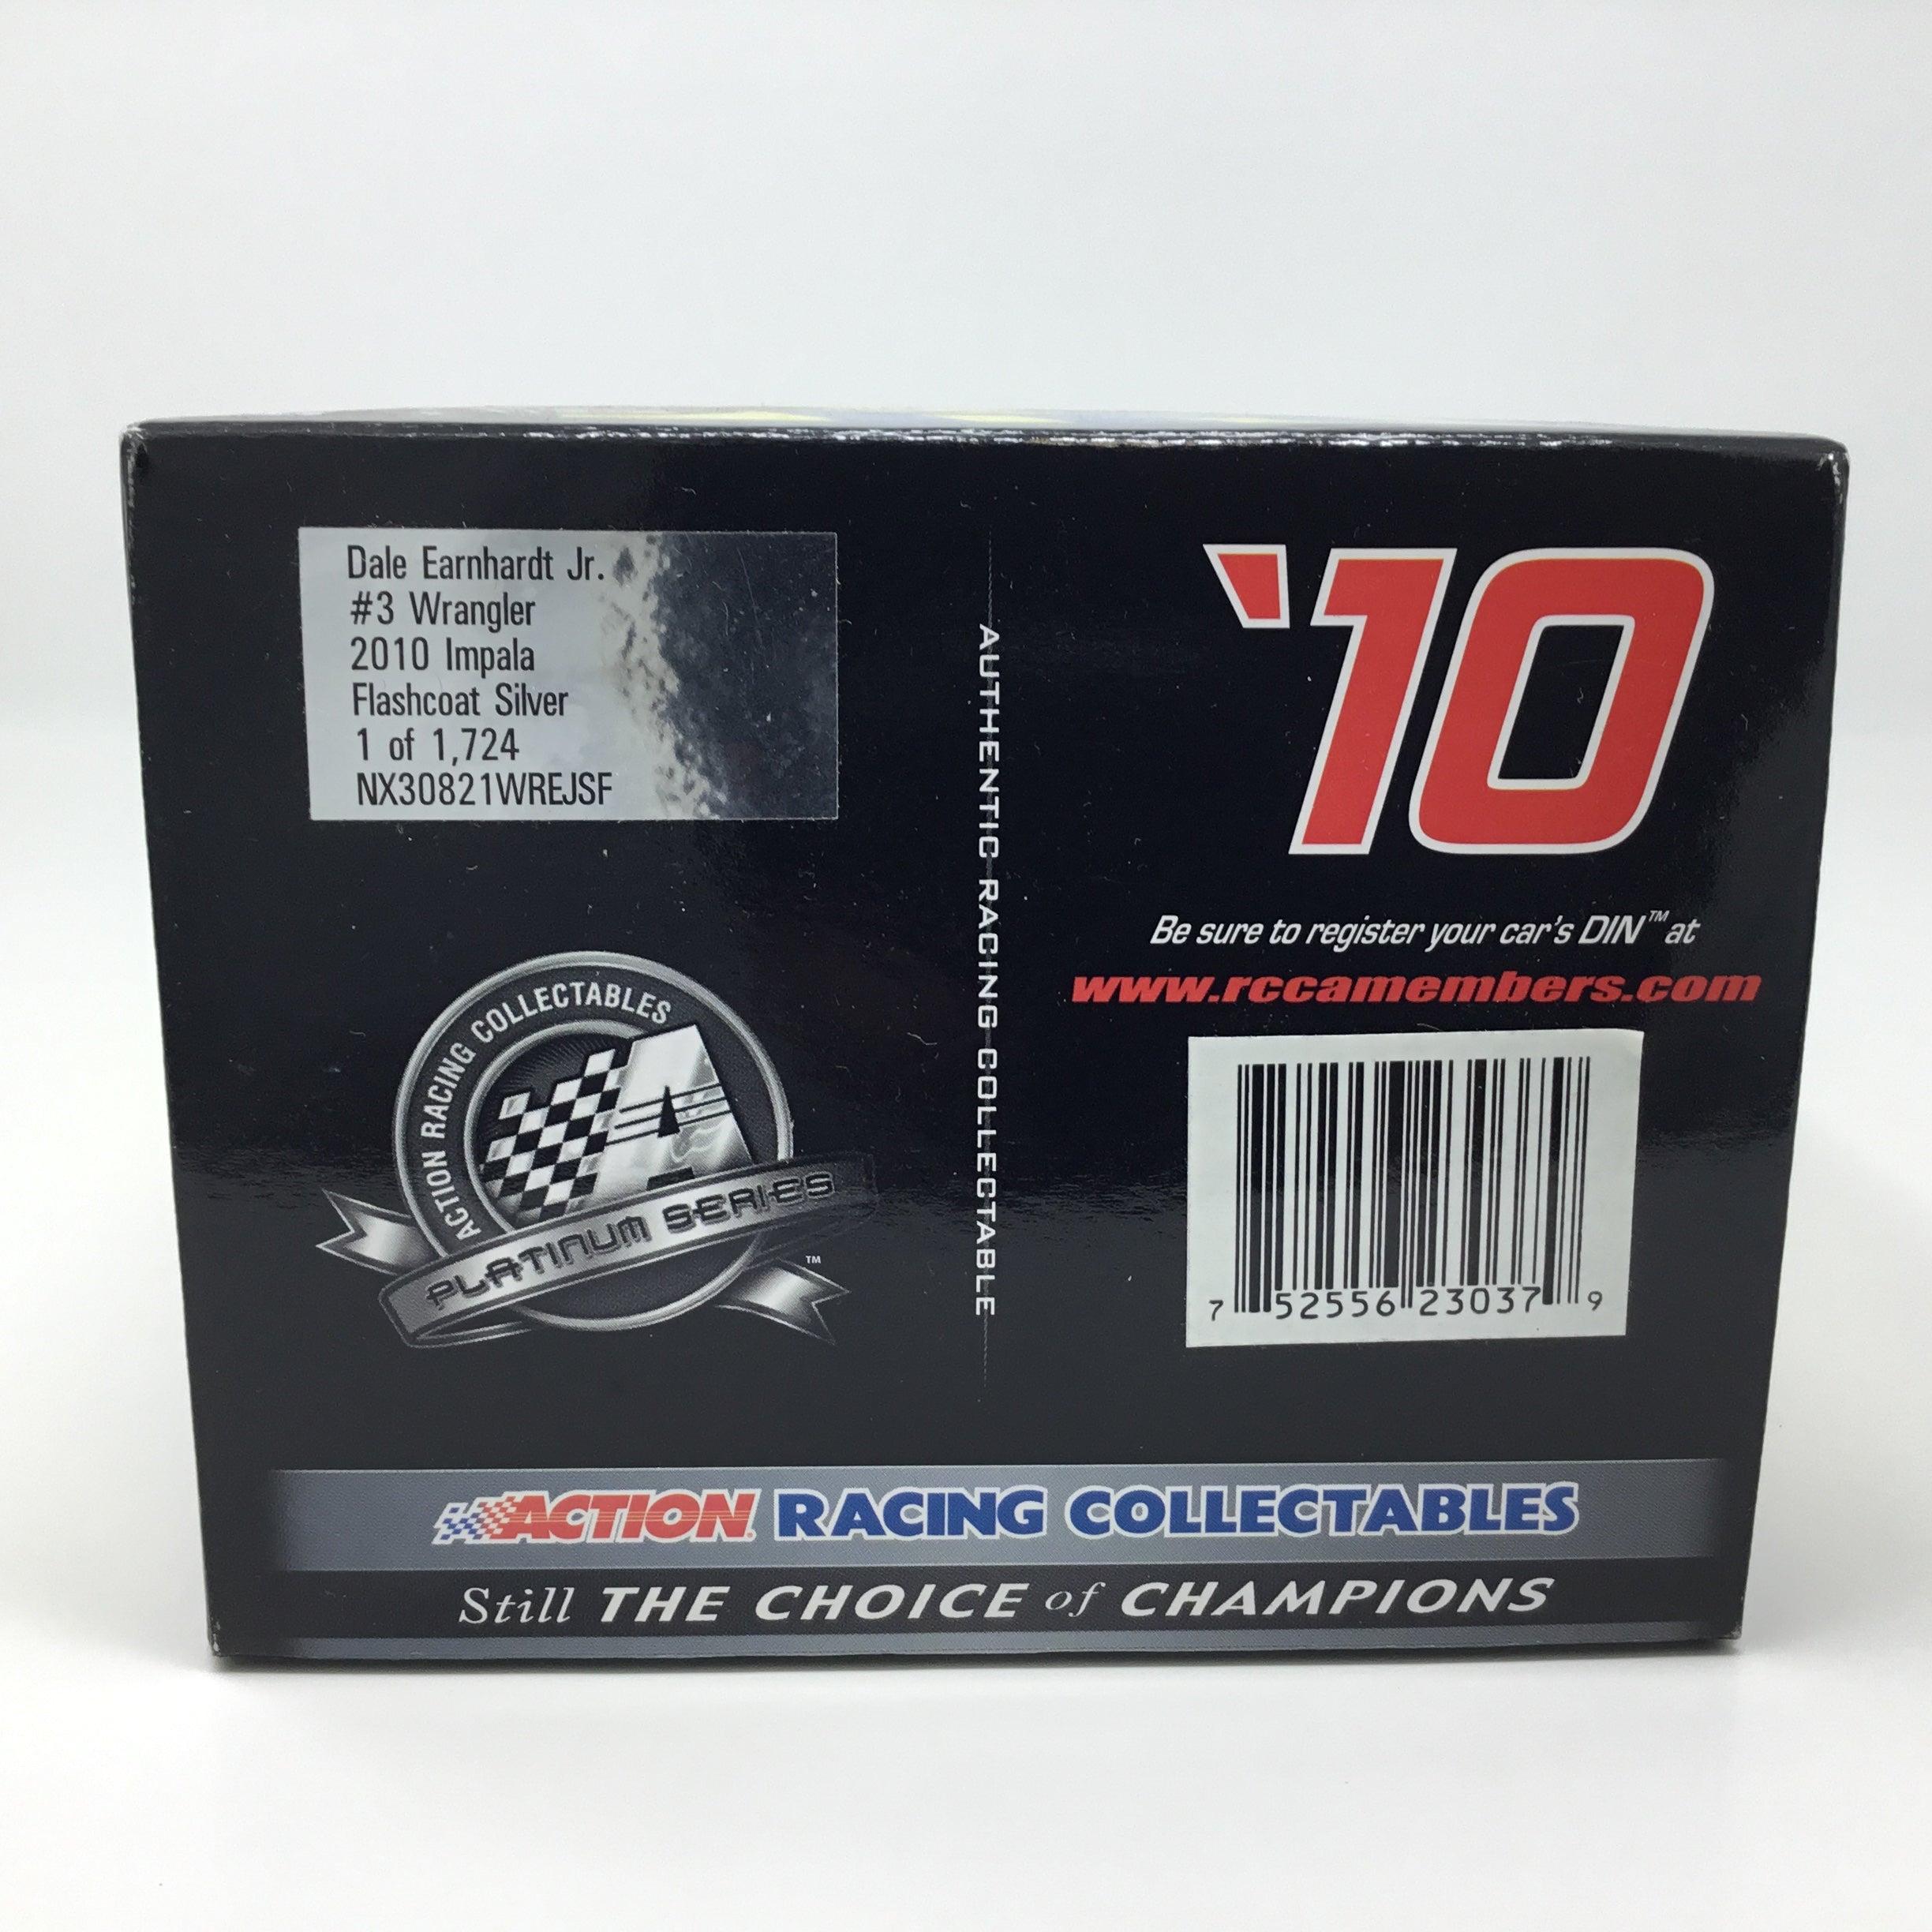 Dale Earnhardt Jr.
#3 Wrangler
2010 Impala
Flashcoat Silver
1 of 1,724
NX30821WREJSF
ACTION RACING COLLECTABLES
A
PLATINUM SERIES
TM
AUTHENTIC RACING COLLECTABLE
'10
Be sure to register your car's DIN™ at
www.rccamembers.com
7 52556 23037 9
ACTION RACING COLLECTABLES
Still THE CHOICE of CHAMPIONS